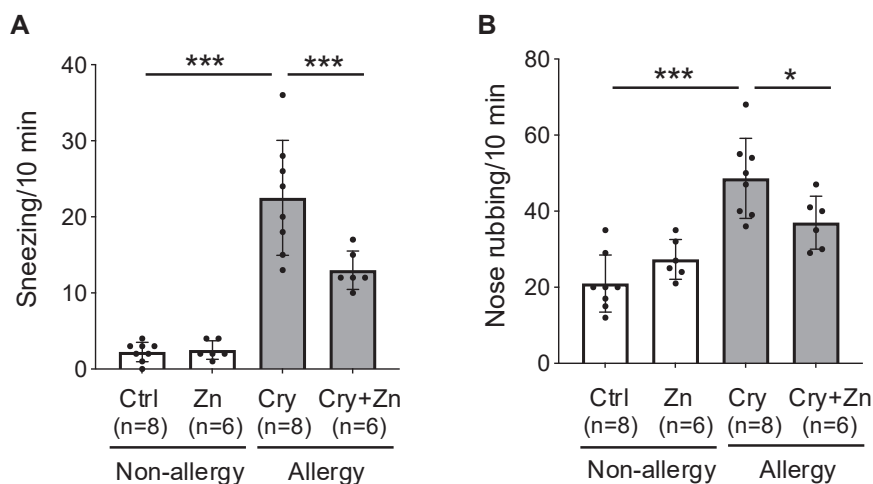 A
Sneezing/10 min
40
30
20
10
0
***
***
Ctrl
(n=8)
Zn
(n=6)
Cry
(n=8)
Cry+Zn
(n=6)
Non-allergy
Allergy
B
Nose rubbing/10 min
80
60
40
20
0
***
*
Ctrl
(n=8)
Zn
(n=6)
Cry
(n=8)
Cry+Zn
(n=6)
Non-allergy
Allergy